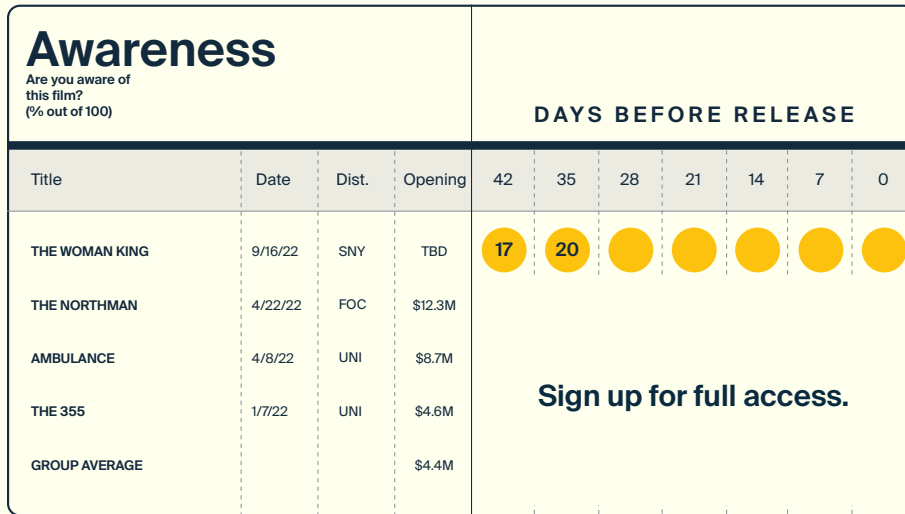 Awareness
Are you aware of
this film?
(% out of 100)
DAYS BEFORE RELEASE
Title Date Dist. Opening 42 35 28 21 14 7 0
THE WOMAN KING 9/16/22 SNY TBD 17 20
THE NORTHMAN 4/22/22 FOC $12.3M
AMBULANCE 4/8/22 UNI $8.7M
Sign up for full access.
THE 355 1/7/22 UNI $4.6M
GROUP AVERAGE $4.4M